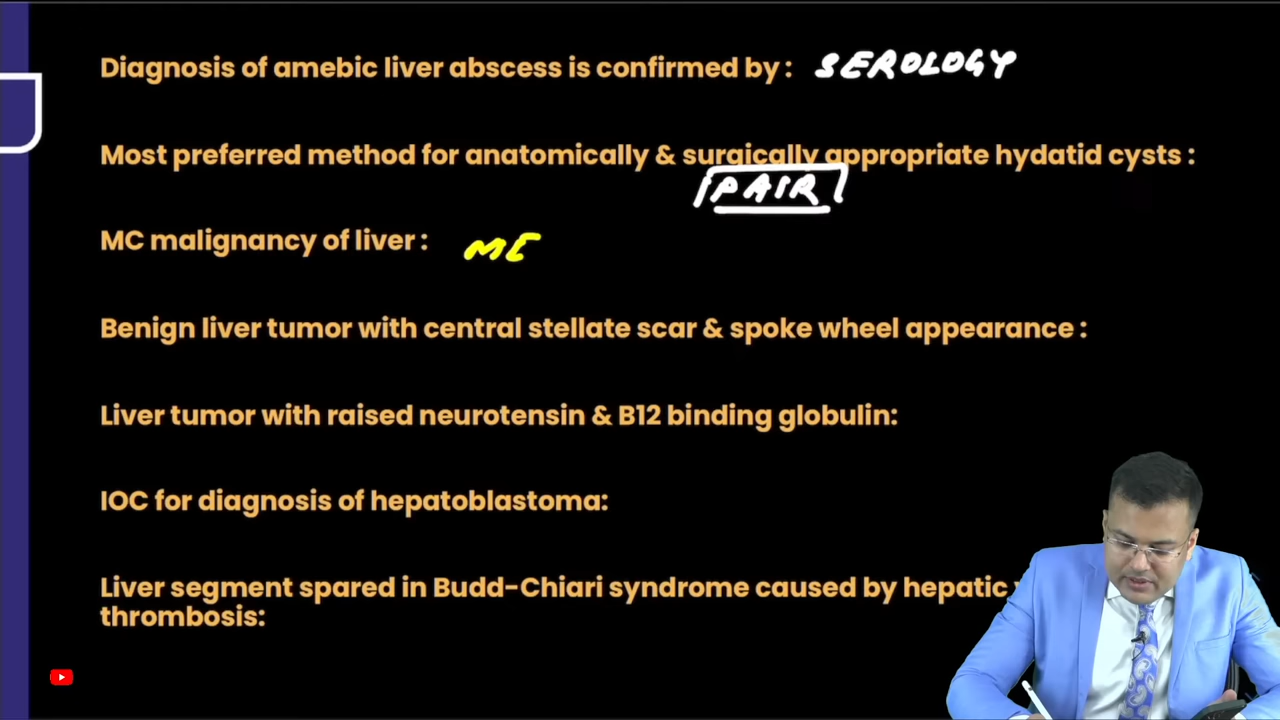 Diagnosis of amebic liver abscess is confirmed by : SEROLOGY
Most preferred method for anatomically & surgically appropriate hydatid cysts :
PAIR
MC malignancy of liver : ME
Benign liver tumor with central stellate scar & spoke wheel appearance :
Liver tumor with raised neurotensin & B12 binding globulin:
IOC for diagnosis of hepatoblastoma:
Liver segment spared in Budd-Chiari syndrome caused by hepatic
thrombosis: